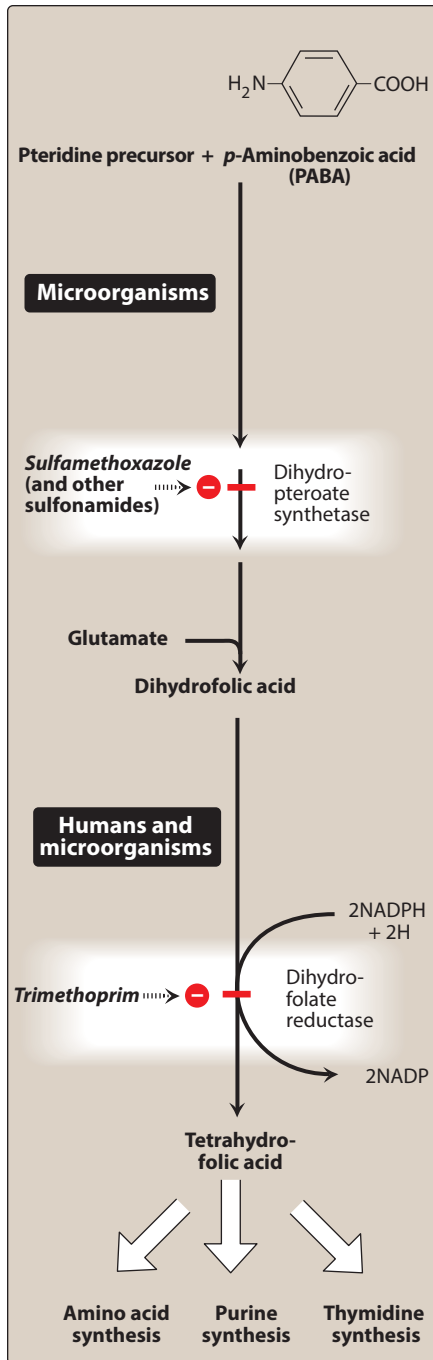 H2N
COOH
Pteridine precursor + p-Aminobenzoic acid
(PABA)
Microorganisms
Sulfamethoxazole
(and other
sulfonamides)
Dihydro-
pteroate
synthetase
Glutamate
Dihydrofolic acid
Humans and
microorganisms
2NADPH
+ 2H
Trimethoprim
Dihydro-
folate
reductase
2NADP
Tetrahydro-
folic acid
Amino acid
synthesis
Purine
synthesis
Thymidine
synthesis